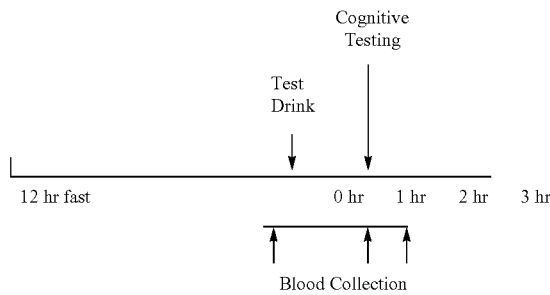 Cognitive
Testing
Test
Drink
12 hr fast 0 hr 1 hr 2 hr 3 hr
Blood Collection